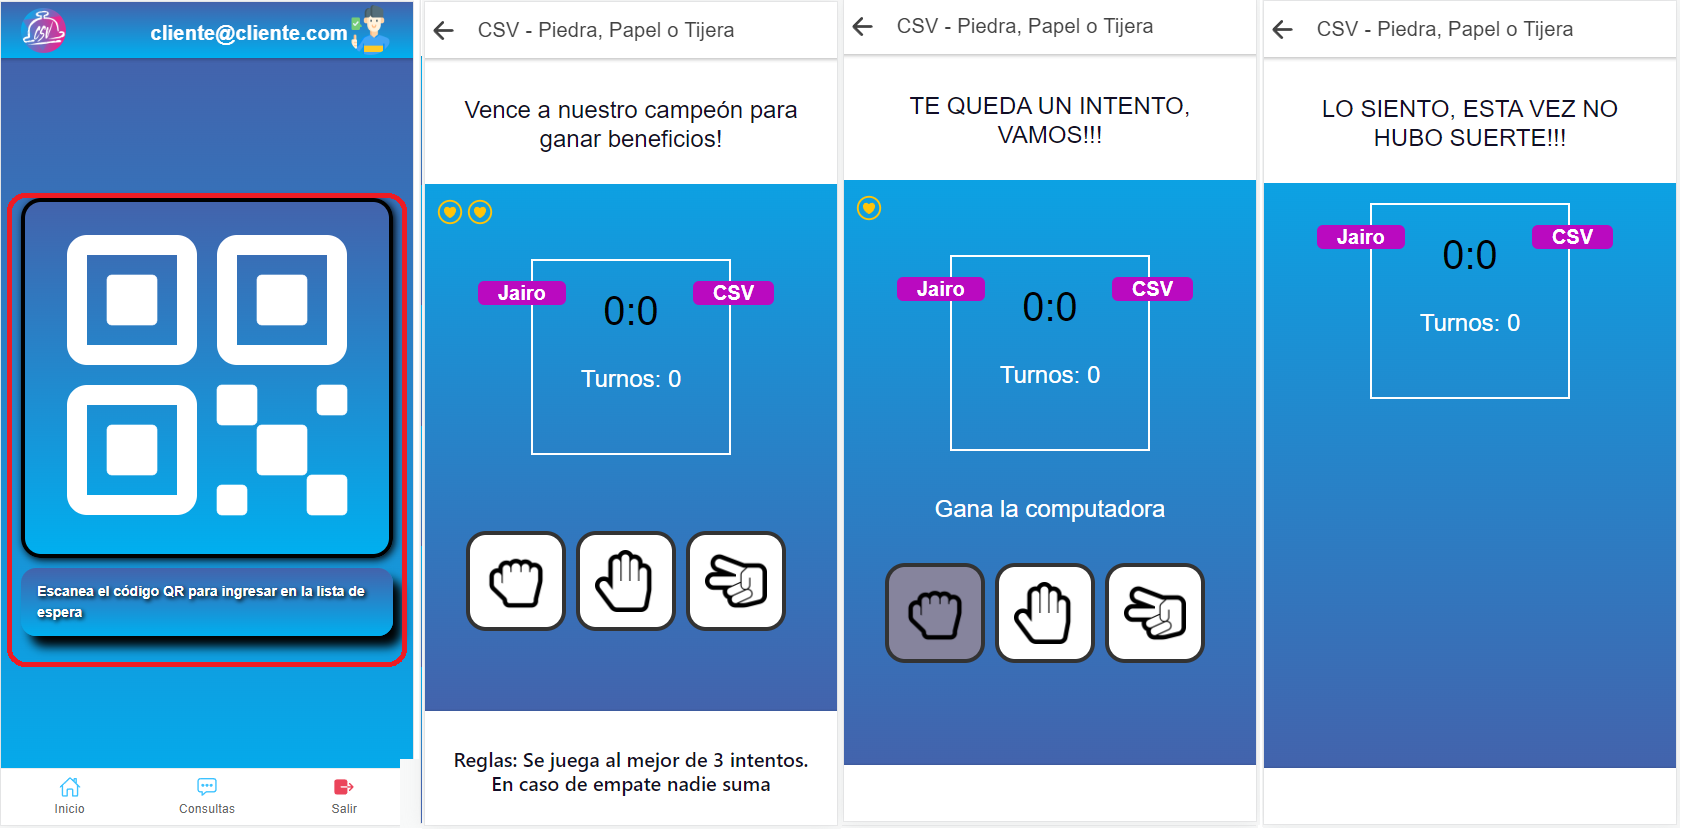 CSV
cliente@cliente.com
Escanea el código QR para ingresar en la lista de
espera
Inicio
Consultas
Salir
CSV - Piedra, Papel o Tijera
Vence a nuestro campeón para
ganar beneficios!
Jairo
CSV
0:0
Turnos: 0
Reglas: Se juega al mejor de 3 intentos.
En caso de empate nadie suma
CSV - Piedra, Papel o Tijera
TE QUEDA UN INTENTO,
VAMOS!!!
Jairo
CSV
0:0
Turnos: 0
Gana la computadora
CSV - Piedra, Papel o Tijera
LO SIENTO, ESTA VEZ NO
HUBO SUERTE!!!
Jairo
CSV
0:0
Turnos: 0